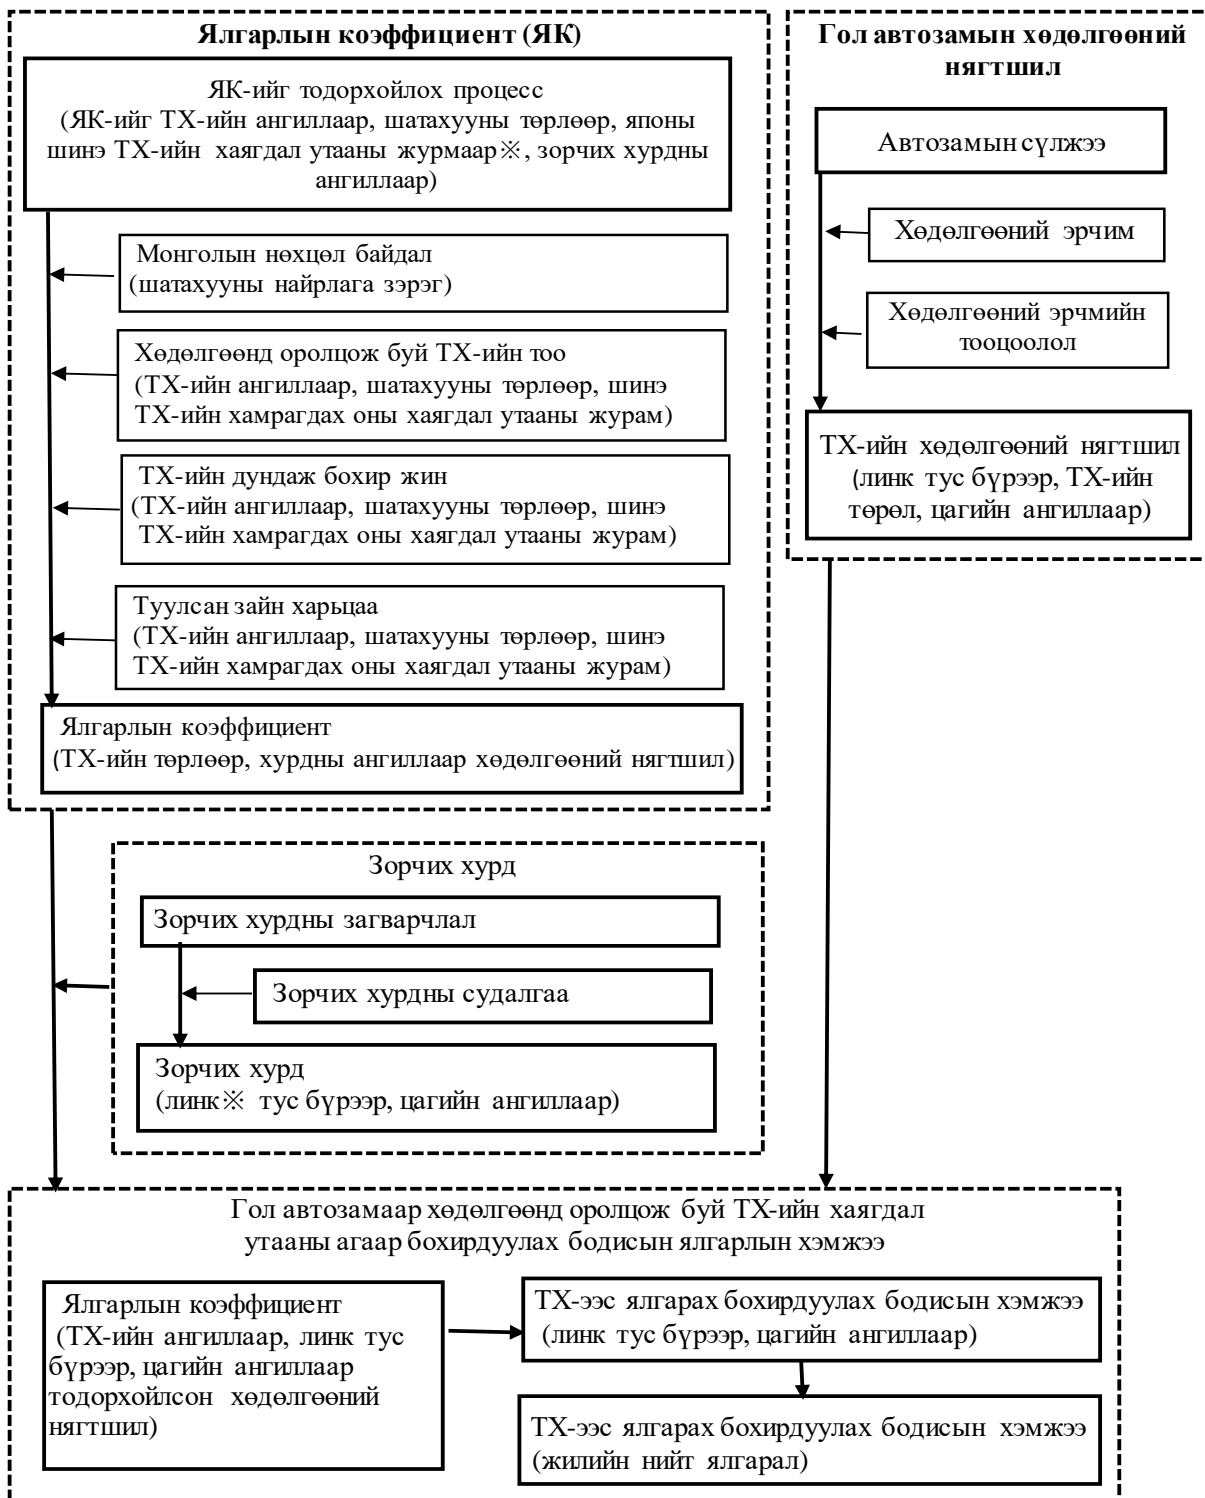 Ялгарлын коэффициент (ЯК)
ЯК-ийг тодорхойлох процесс
(ЯК-ийг ТХ-ийн ангиллаар, шатахууны төрлөөр, японы
шинэ ТХ-ийн хаягдал утааны журмаар※, зорчих хурдны
ангиллаар)
Монголын нөхцөл байдал
(шатахууны найрлага зэрэг)
Хөдөлгөөнд оролцож буй ТХ-ийн тоо
(ТХ-ийн ангиллаар, шатахууны төрлөөр, шинэ
ТХ-ийн хамрагдах оны хаягдал утааны журам)
ТХ-ийн дундаж бохир жин
(ТХ-ийн ангиллаар, шатахууны төрлөөр, шинэ
ТХ-ийн хамрагдах оны хаягдал утааны журам)
Туулсан зайн харьцаа
(ТХ-ийн ангиллаар, шатахууны төрлөөр, шинэ
ТХ-ийн хамрагдах оны хаягдал утааны журам)
Ялгарлын коэффициент
(ТХ-ийн төрлөөр, хурдны ангиллаар хөдөлгөөний нягтшил)
Гол автозамын хөдөлгөөний
нягтшил
Автозамын сүлжээ
Хөдөлгөөний эрчим
Хөдөлгөөний эрчмийн
тооцоолол
ТХ-ийн хөдөлгөөний нягтшил
(линк тус бүрээр, ТХ-ийн
төрөл, цагийн ангиллаар)
Зорчих хурд
Зорчих хурдны загварчлал
Зорчих хурдны судалгаа
Зорчих хурд
(линк※ тус бүрээр, цагийн ангиллаар)
Гол автозамаар хөдөлгөөнд оролцож буй ТХ-ийн хаягдал
утааны агаар бохирдуулах бодисын ялгарлын хэмжээ
Ялгарлын коэффициент
(ТХ-ийн ангиллаар, линк тус
бүрээр, цагийн ангиллаар
тодорхойлсон хөдөлгөөний
нягтшил)
ТХ-ээс ялгарах бохирдуулах бодисын хэмжээ
(линк тус бүрээр, цагийн ангиллаар)
ТХ-ээс ялгарах бохирдуулах бодисын хэмжээ
(жилийн нийт ялгарал)